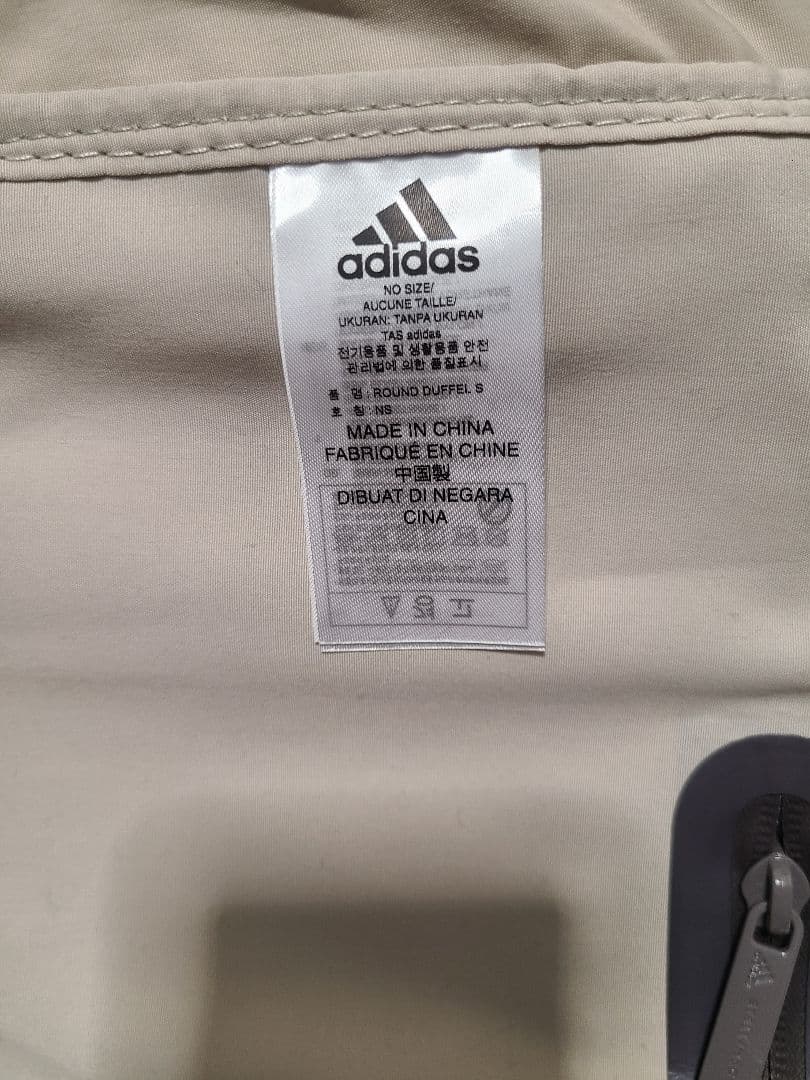 adidas
NO SIZE/
AUCUNE TAILLE/
UKURAN: TANPA UKURAN
TAS adidas
전기용품 및 생활용품 안전
관리법에 의한 품질표시
품 명 : ROUND DUFFEL S
호 칭 : NS
MADE IN CHINA
FABRIQUÉ EN CHINE
中国製
DIBUAT DI NEGARA
CINA